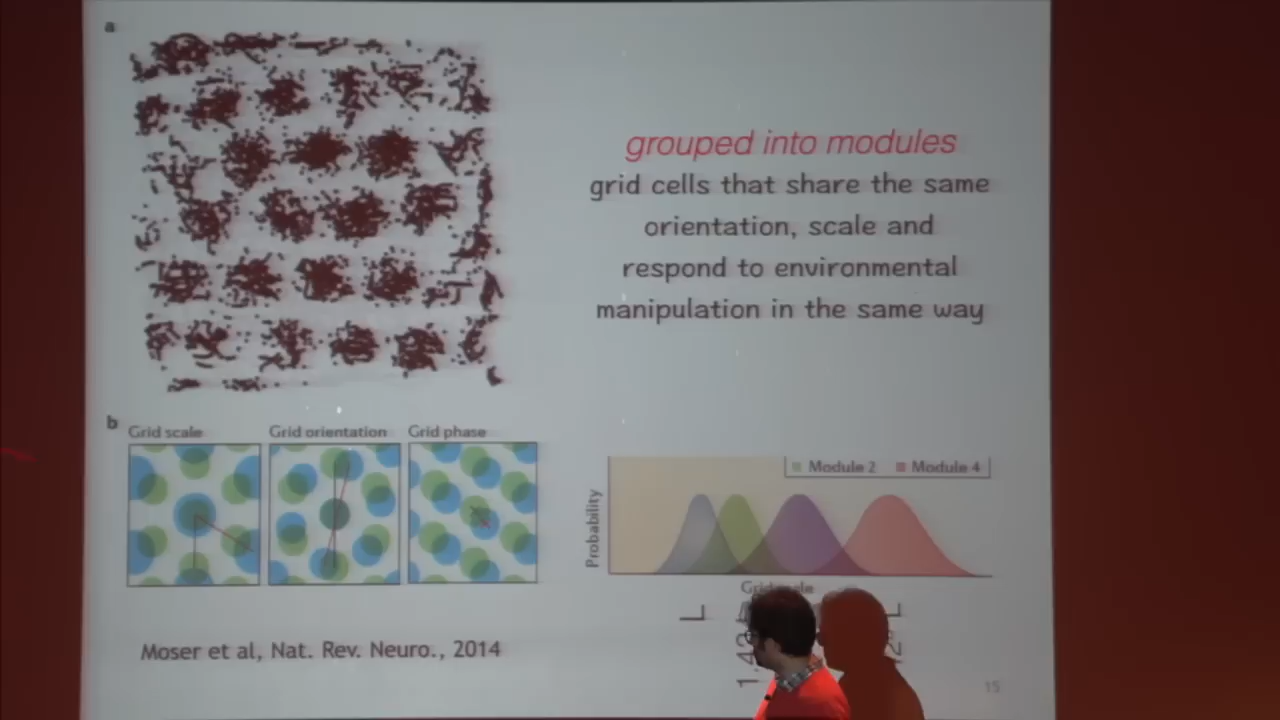 a
grouped into modules
grid cells that share the same
orientation, scale and
respond to environmental
manipulation in the same way
b
Grid scale
Grid orientation
Grid phase
Module 2
Module 4
Probability
L
L
Moser et al, Nat. Rev. Neuro., 2014
15